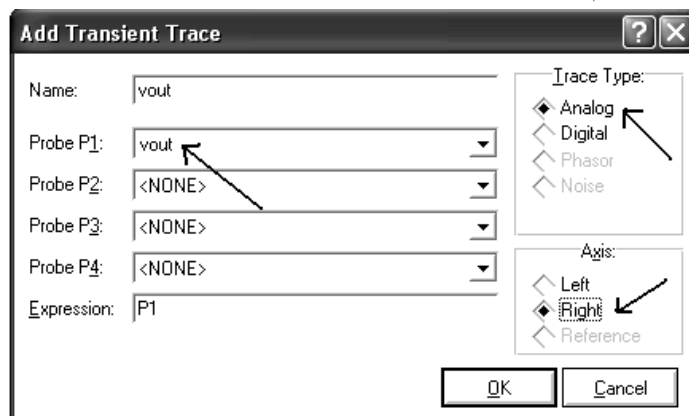 Add Transient Trace
Name: vout
Probe P1: vout
Probe P2: <NONE>
Probe P3: <NONE>
Probe P4: <NONE>
Expression: P1
Trace Type:
Analog
Digital
Phasor
Noise
Axis:
Left
Right
Reference
OK Cancel